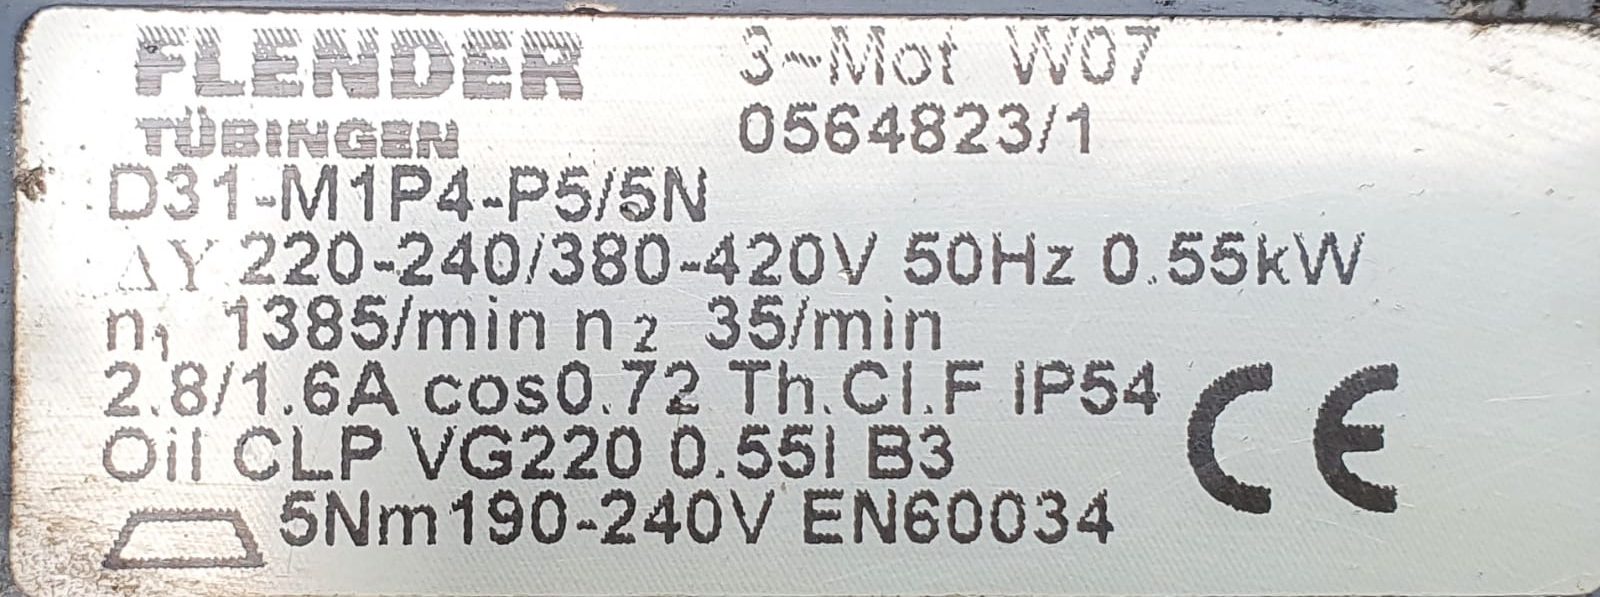 FLENDER 3~Mot W07
TÜBINGEN 0564823/1
D31-M1P4-P5/5N
ΔY 220-240/380-420V 50Hz 0.55kW
n₁ 1385/min n₂ 35/min
2.8/1.6A cos0.72 Th.Cl.F IP54
Oil CLP VG220 0.55l B3
5Nm190-240V EN60034
CE